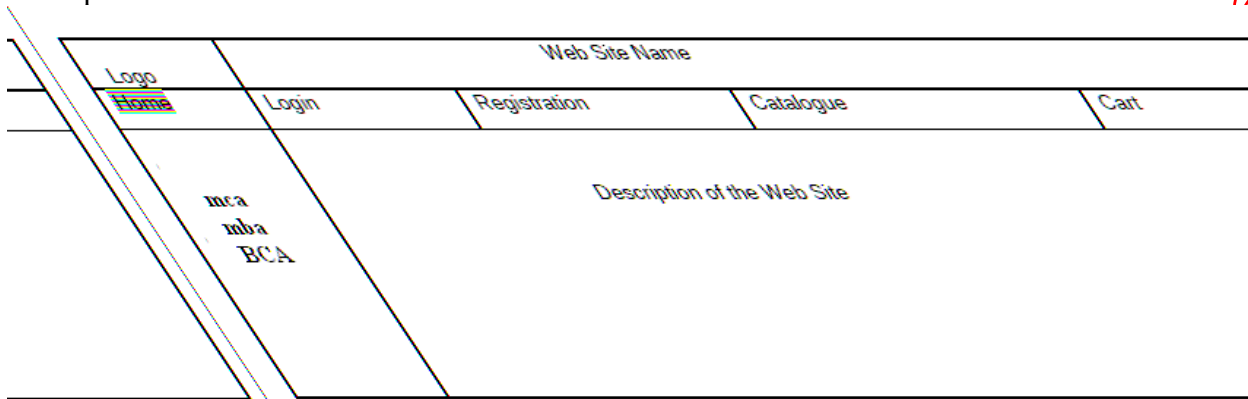 Web Site Name
Logo
Home Login Registration Catalogue Cart
Description of the Web Site
mca
mba
BCA